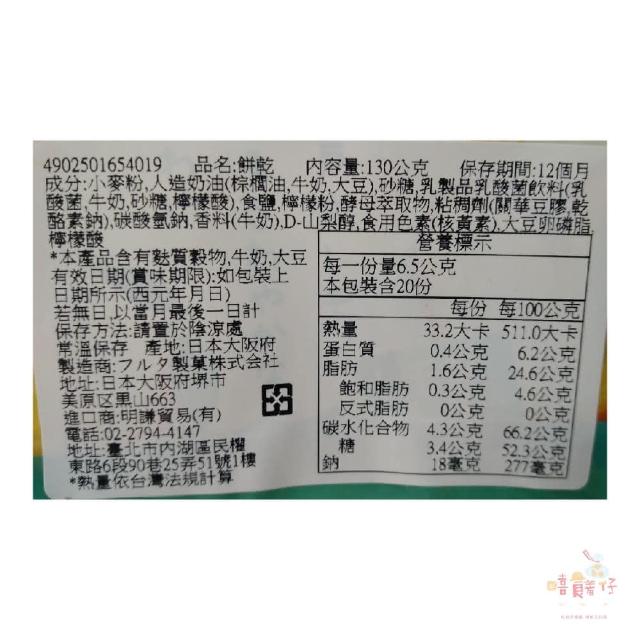 4902501654019 品名:餅乾 內容量:130公克 保存期間:12個月
成分:小麥粉,人造奶油(棕櫚油,牛奶,大豆),砂糖,乳製品乳酸菌飲料(乳
酸菌,牛奶,砂糖,檸檬酸),食鹽,檸檬粉,酵母萃取物,粘稠劑(關華豆膠,乾
酪素鈉),碳酸氫鈉,香料(牛奶),D-山梨醇,食用色素(核黃素),大豆卵磷脂,
檸檬酸
*本產品含有麩質穀物,牛奶,大豆
有效日期(賞味期限):如包裝上
日期所示(西元年月日)
若無日,以當月最後一日計
保存方法:請置於陰涼處
常溫保存 產地:日本大阪府
製造商:フルタ製菓株式会社
地址:日本大阪府堺市
美原区黒山663
進口商:明謙貿易(有)
電話:02-2794-4147
地址:臺北市內湖區民權
東路6段90巷25弄51號1樓
*熱量依台灣法規計算
營養標示
每一份量6.5公克
本包裝含20份
每份 每100公克
熱量 33.2大卡 511.0大卡
蛋白質 0.4公克 6.2公克
脂肪 1.6公克 24.6公克
飽和脂肪 0.3公克 4.6公克
反式脂肪 0公克 0公克
碳水化合物 4.3公克 66.2公克
糖 3.4公克 52.3公克
鈉 18毫克 277毫克